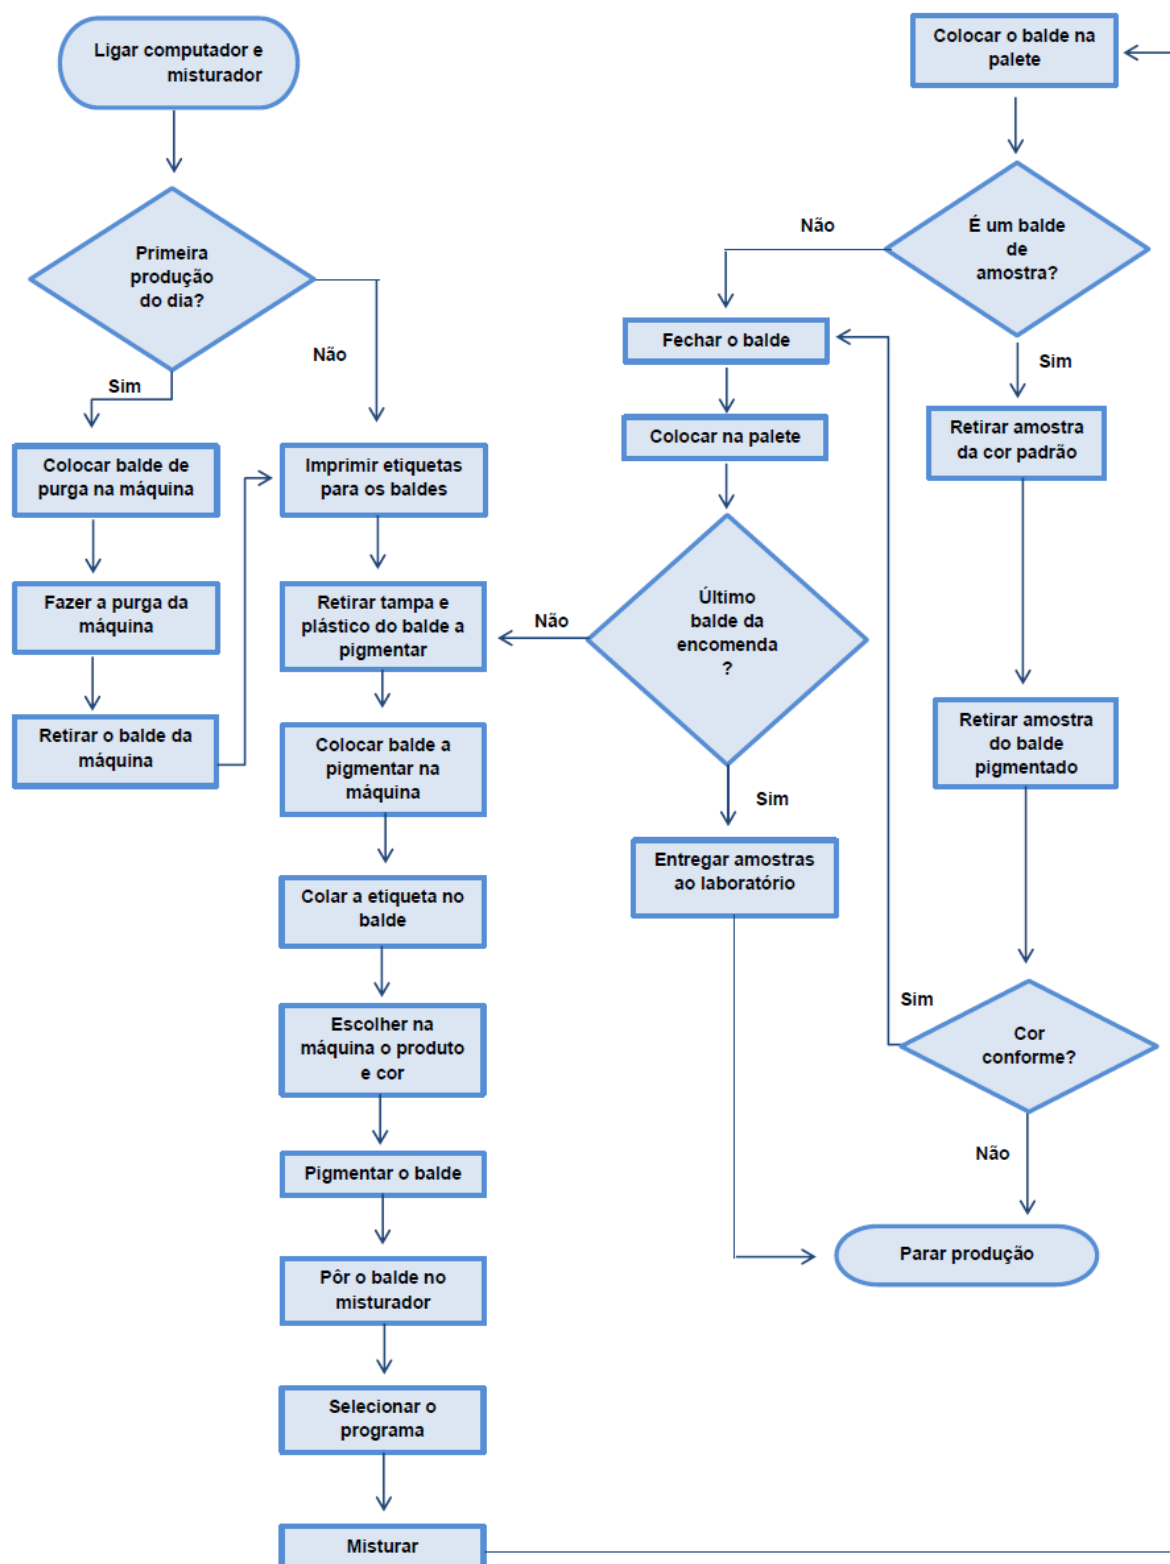 Ligar computador e
misturador
Primeira
produção
do dia?
Sim
Não
Colocar balde de
purga na máquina
Fazer a purga da
máquina
Retirar o balde da
máquina
Imprimir etiquetas
para os baldes
Retirar tampa e
plástico do balde a
pigmentar
Colocar balde a
pigmentar na
máquina
Colar a etiqueta no
balde
Escolher na
máquina o produto
e cor
Pigmentar o balde
Pôr o balde no
misturador
Selecionar o
programa
Misturar
Colocar o balde na
palete
É um balde
de
amostra?
Não
Sim
Fechar o balde
Colocar na palete
Último
balde da
encomenda
?
Não
Sim
Entregar amostras
ao laboratório
Retirar amostra
da cor padrão
Retirar amostra
do balde
pigmentado
Cor
conforme?
Sim
Não
Parar produção